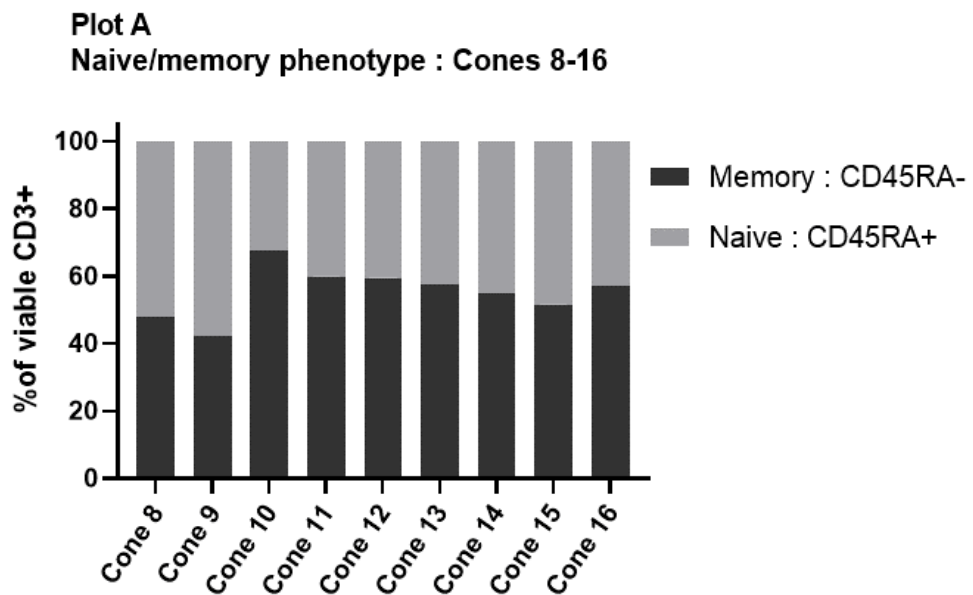 Plot A
Naive/memory phenotype : Cones 8-16
%of viable CD3+
100
80
60
40
20
0
Cone 8
Cone 9
Cone 10
Cone 11
Cone 12
Cone 13
Cone 14
Cone 15
Cone 16
Memory : CD45RA-
Naive : CD45RA+